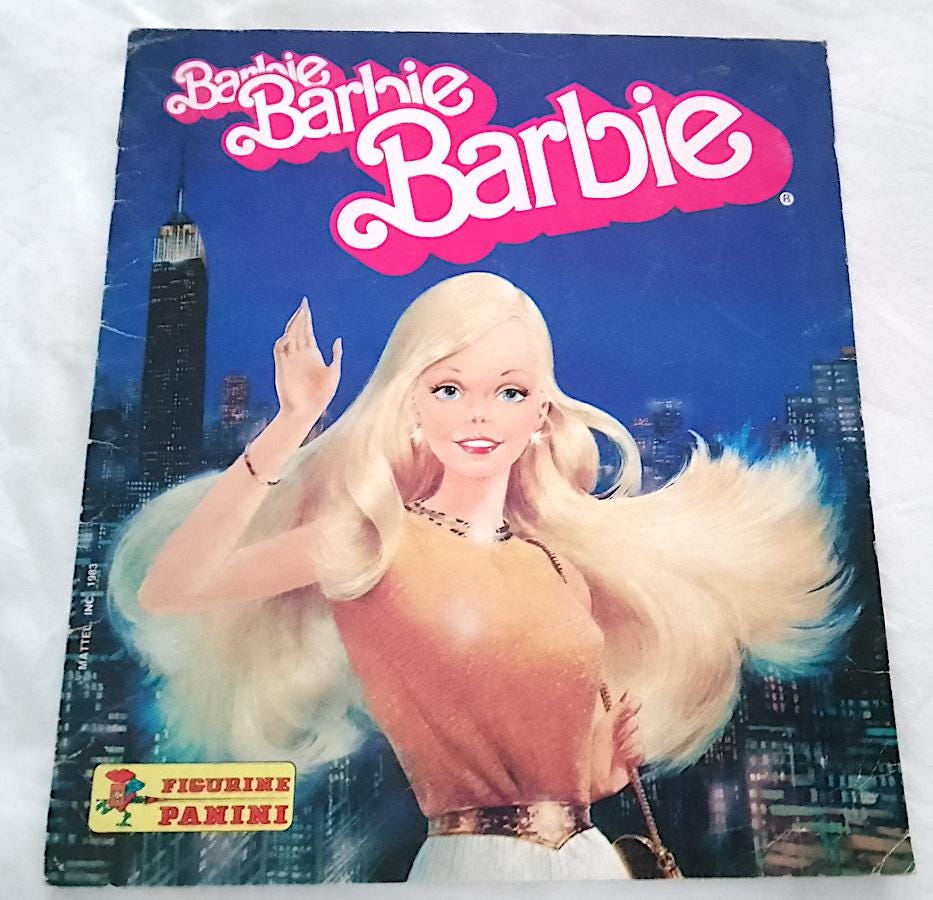 Barbie
Barbie
Barbie
®
MATTEL INC 1983
FIGURINE
PANINI